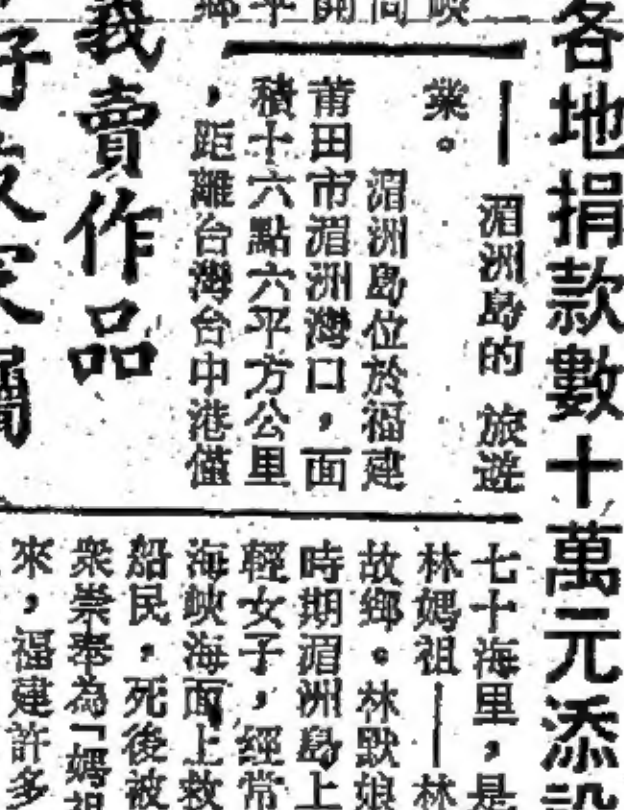 各地捐款數十萬元添設
——湄洲島的旅遊
業。
湄洲島位於福建
莆田市湄洲灣口，面
積十六點六平方公里
，距離台灣台中港僅
七十海里，是
林媽祖——林
故鄉。林默娘
時期湄洲島上
輕女子，經常
海峽海面上救
船民，死後被
衆崇奉為「媽祖
來，福建許多
我賣作品